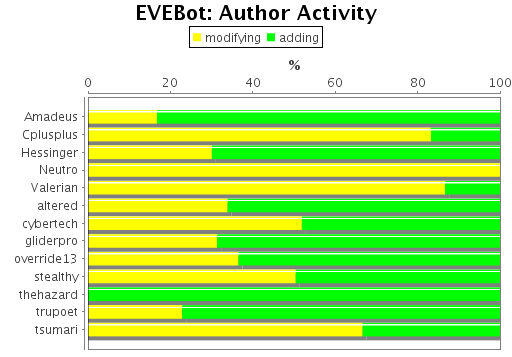 EVEBot: Author Activity
modifying adding
%
0 20 40 60 80 100
Amadeus
Cplusplus
Hessinger
Neutro
Valerian
altered
cybertech
gliderpro
override13
stealthy
thehazard
trupoet
tsumari